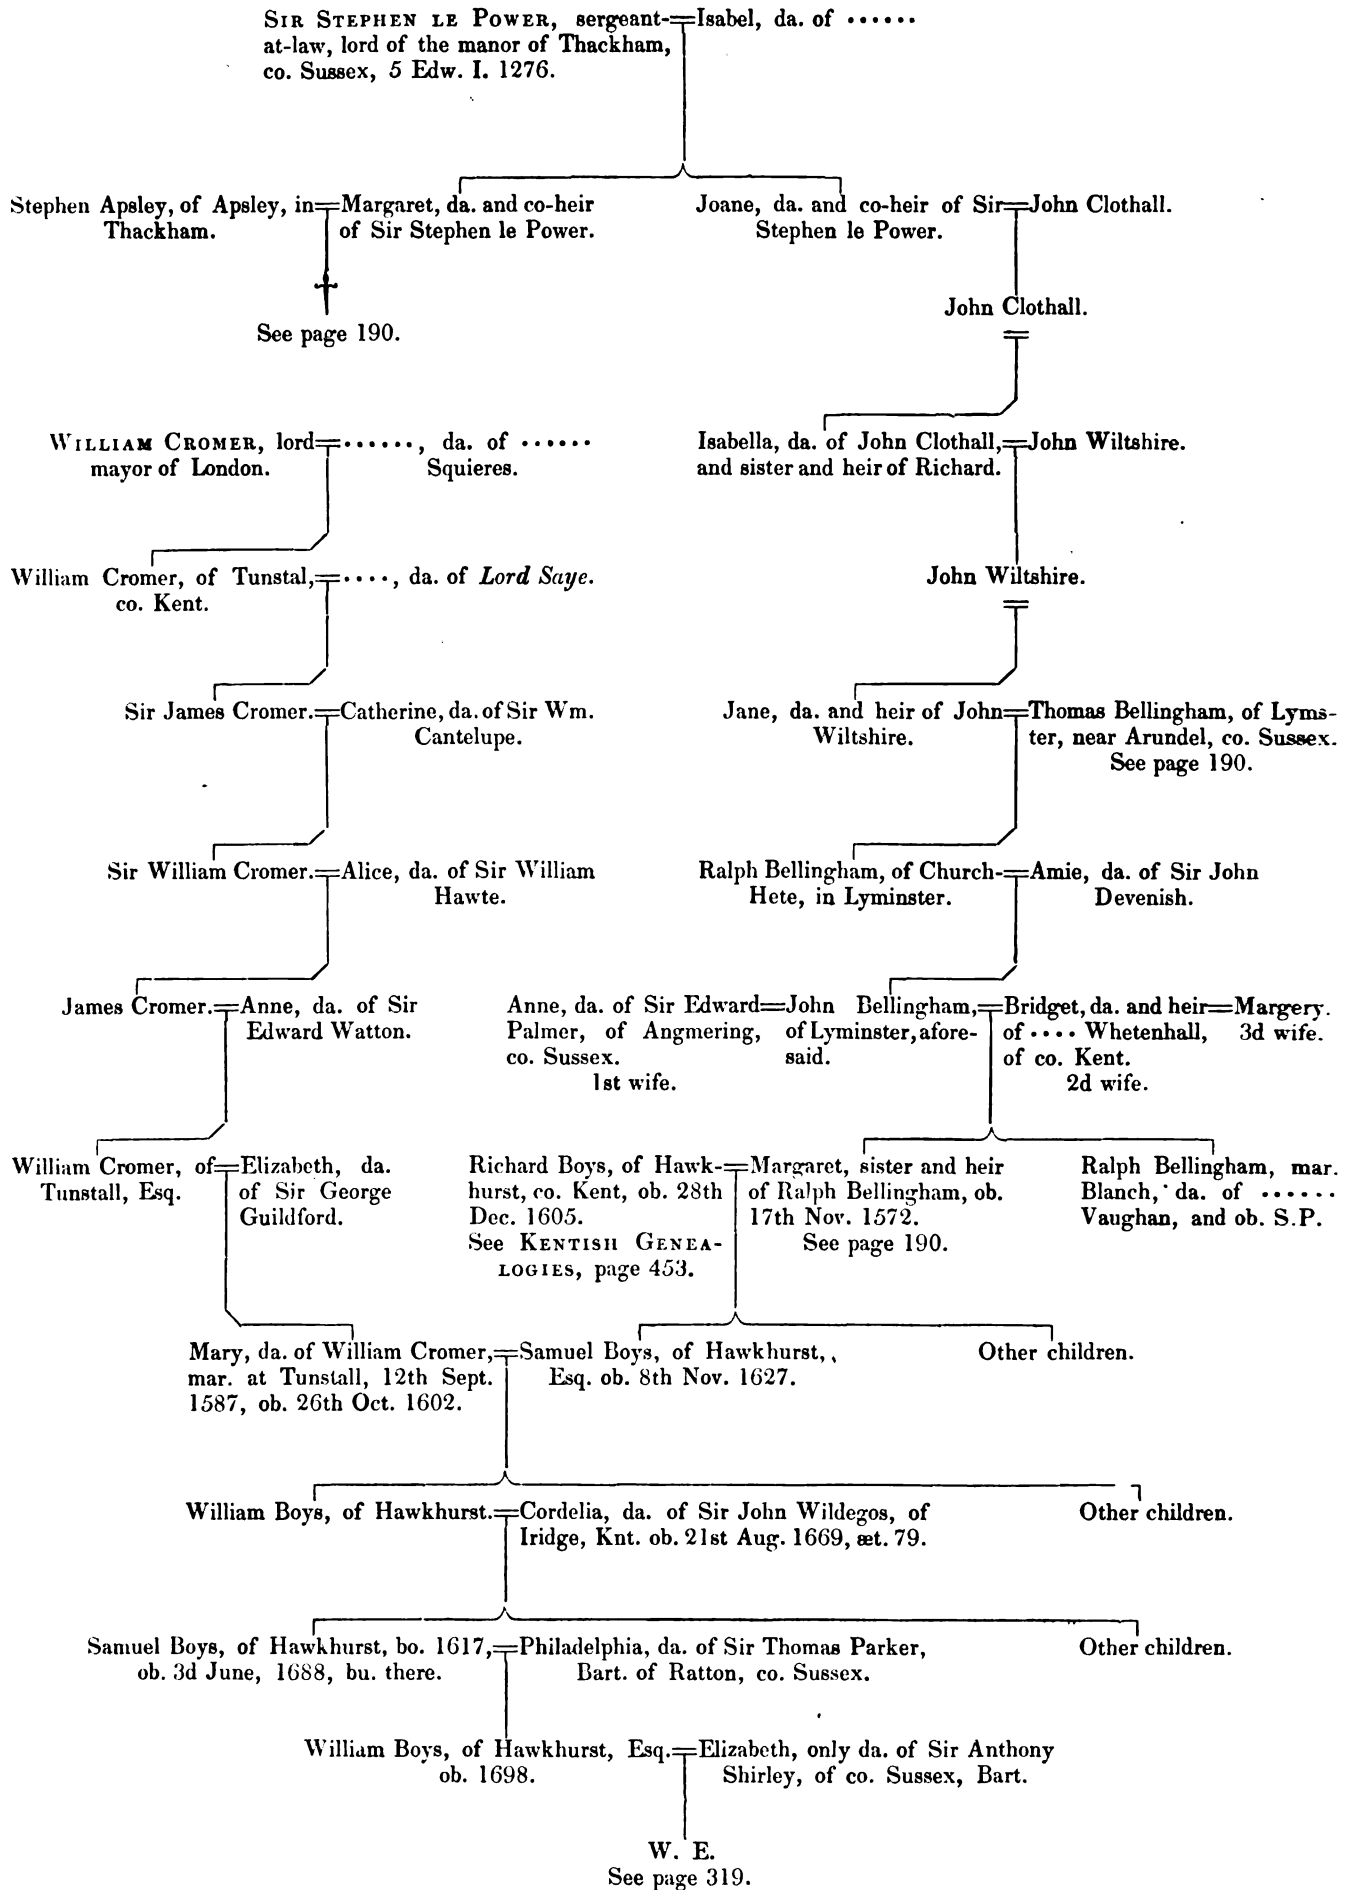 SIR STEPHEN LE POWER, sergeant-═Isabel, da. of ······
at-law, lord of the manor of Thackham,
co. Sussex, 5 Edw. I. 1276.
Stephen Apsley, of Apsley, in═Margaret, da. and co-heir
Thackham.
of Sir Stephen le Power.
Joane, da. and co-heir of Sir═John Clothall.
Stephen le Power.
See page 190.
John Clothall.
WILLIAM CROMER, lord═······, da. of ······
mayor of London.
Squieres.
Isabella, da. of John Clothall,═John Wiltshire.
and sister and heir of Richard.
William Cromer, of Tunstal,═····, da. of Lord Saye.
co. Kent.
John Wiltshire.
Sir James Cromer.═Catherine, da. of Sir Wm.
Cantelupe.
Jane, da. and heir of John═Thomas Bellingham, of Lyms-
Wiltshire.
ter, near Arundel, co. Sussex.
See page 190.
Sir William Cromer.═Alice, da. of Sir William
Hawte.
Ralph Bellingham, of Church-═Amie, da. of Sir John
Hete, in Lyminster.
Devenish.
James Cromer.═Anne, da. of Sir
Edward Watton.
Anne, da. of Sir Edward═John Bellingham,═Bridget, da. and heir═Margery.
Palmer, of Angmering,
of Lyminster, afore-
of ···· Whetenhall,
3d wife.
co. Sussex.
said.
of co. Kent.
1st wife.
2d wife.
William Cromer, of═Elizabeth, da.
Tunstall, Esq.
of Sir George
Guildford.
Richard Boys, of Hawk-═Margaret, sister and heir
hurst, co. Kent, ob. 28th
of Ralph Bellingham, ob.
Dec. 1605.
17th Nov. 1572.
See KENTISH GENEA-
See page 190.
LOGIES, page 453.
Ralph Bellingham, mar.
Blanch, da. of ······
Vaughan, and ob. S.P.
Mary, da. of William Cromer,═Samuel Boys, of Hawkhurst,
mar. at Tunstall, 12th Sept.
Esq. ob. 8th Nov. 1627.
1587, ob. 26th Oct. 1602.
Other children.
William Boys, of Hawkhurst.═Cordelia, da. of Sir John Wildegos, of
Iridge, Knt. ob. 21st Aug. 1669, æt. 79.
Other children.
Samuel Boys, of Hawkhurst, bo. 1617,═Philadelphia, da. of Sir Thomas Parker,
ob. 3d June, 1688, bu. there.
Bart. of Ratton, co. Sussex.
Other children.
William Boys, of Hawkhurst, Esq.═Elizabeth, only da. of Sir Anthony
ob. 1698.
Shirley, of co. Sussex, Bart.
W. E.
See page 319.